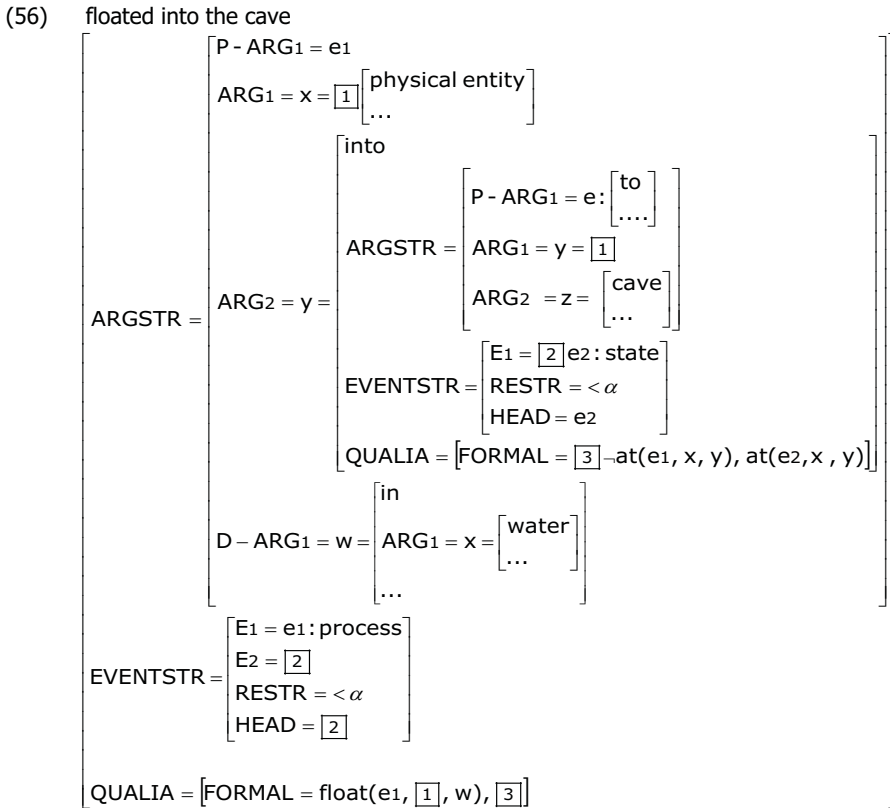 (56) floated into the cave
P - ARG1 = e1
ARG1 = x = 1 [physical entity
...]
into
P - ARG1 = e : [to
....]
ARGSTR = ARG1 = y = 1
ARG2 = z = [cave
...]
ARGSTR = ARG2 = y =
E1 = 2 e2 : state
EVENTSTR = RESTR = < α
HEAD = e2
QUALIA = [FORMAL = 3 ¬at(e1, x, y), at(e2, x , y)]
in
D – ARG1 = w = ARG1 = x = [water
...]
...
E1 = e1 : process
E2 = 2
EVENTSTR = RESTR = < α
HEAD = 2
QUALIA = [FORMAL = float(e1, 1 , w), 3 ]